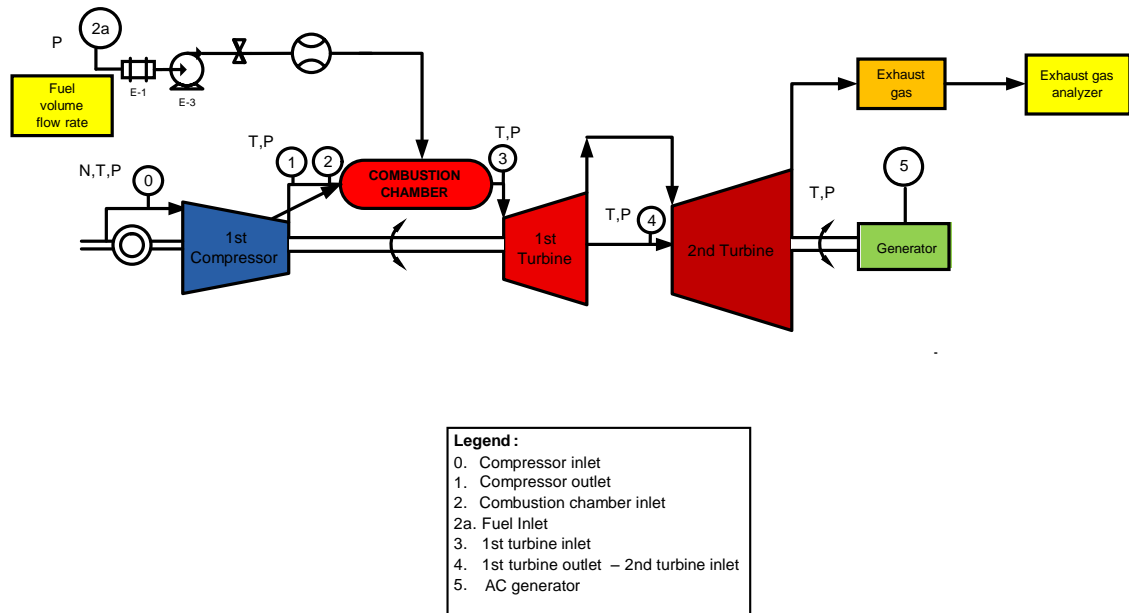 2a
P
E-1
E-3
Fuel
volume
flow rate
Exhaust
gas
Exhaust gas
analyzer
N,T,P
0
T,P
1
2
COMBUSTION
CHAMBER
T,P
3
T,P
4
T,P
5
1st
Compressor
1st
Turbine
2nd Turbine
Generator
-
Legend :
0. Compressor inlet
1. Compressor outlet
2. Combustion chamber inlet
2a. Fuel Inlet
3. 1st turbine inlet
4. 1st turbine outlet – 2nd turbine inlet
5. AC generator